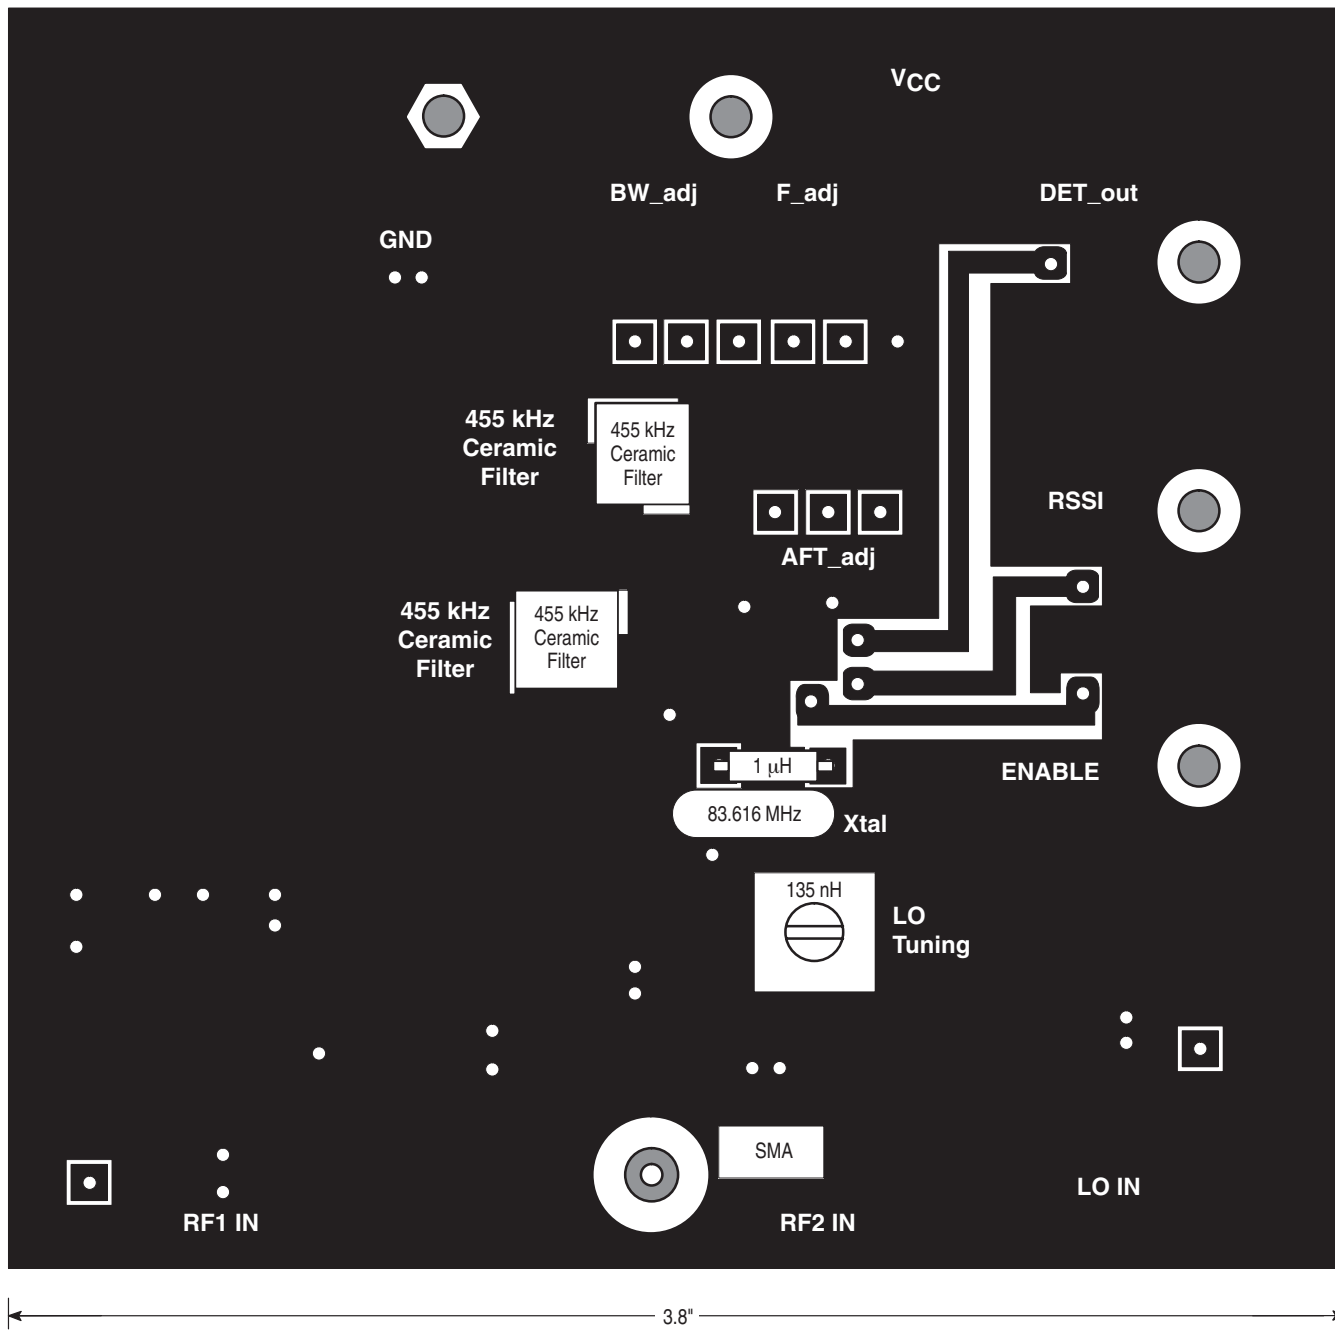 VCC
BW_adj
F_adj
DET_out
GND
455 kHz
Ceramic
Filter
455 kHz
Ceramic
Filter
RSSI
AFT_adj
455 kHz
Ceramic
Filter
455 kHz
Ceramic
Filter
1 μH
ENABLE
83.616 MHz
Xtal
135 nH
LO
Tuning
SMA
LO IN
RF1 IN
RF2 IN
3.8"